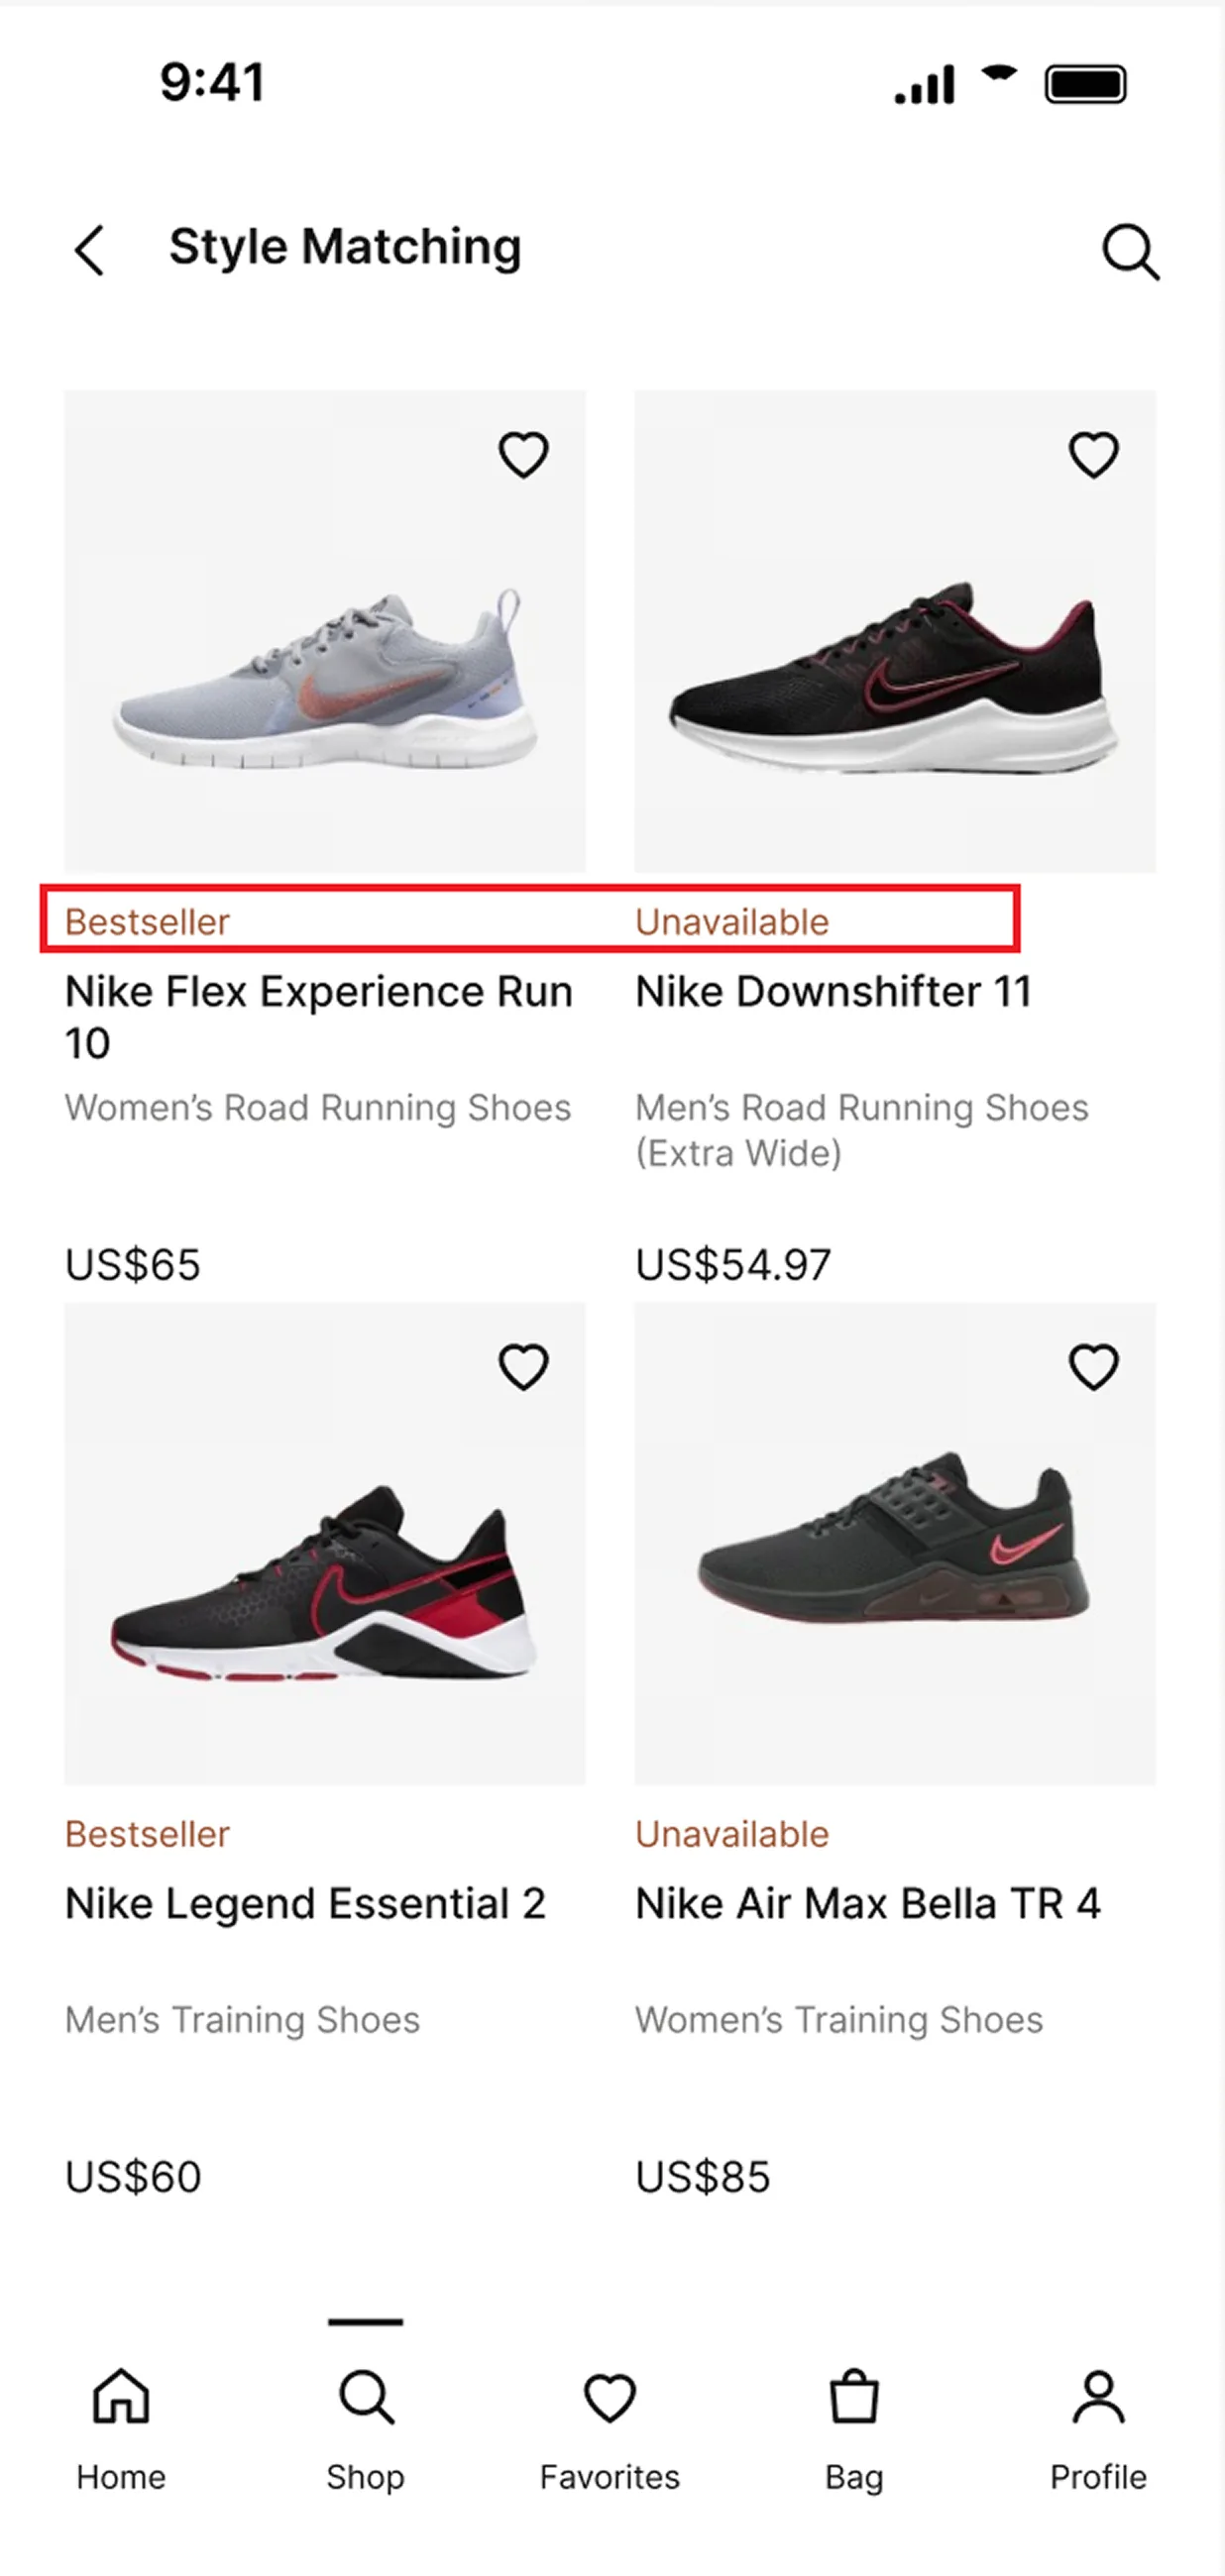 9:41
Style Matching
Bestseller
Unavailable
Nike Flex Experience Run
10
Nike Downshifter 11
Women’s Road Running Shoes
Men’s Road Running Shoes
(Extra Wide)
US$65
US$54.97
Bestseller
Unavailable
Nike Legend Essential 2
Nike Air Max Bella TR 4
Men’s Training Shoes
Women’s Training Shoes
US$60
US$85
Home
Shop
Favorites
Bag
Profile